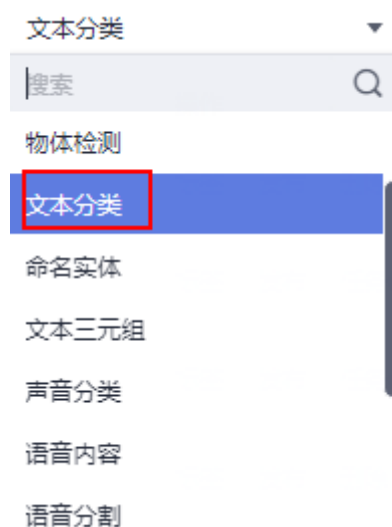 文本分类
搜索
物体检测
文本分类
命名实体
文本三元组
声音分类
语音内容
语音分割